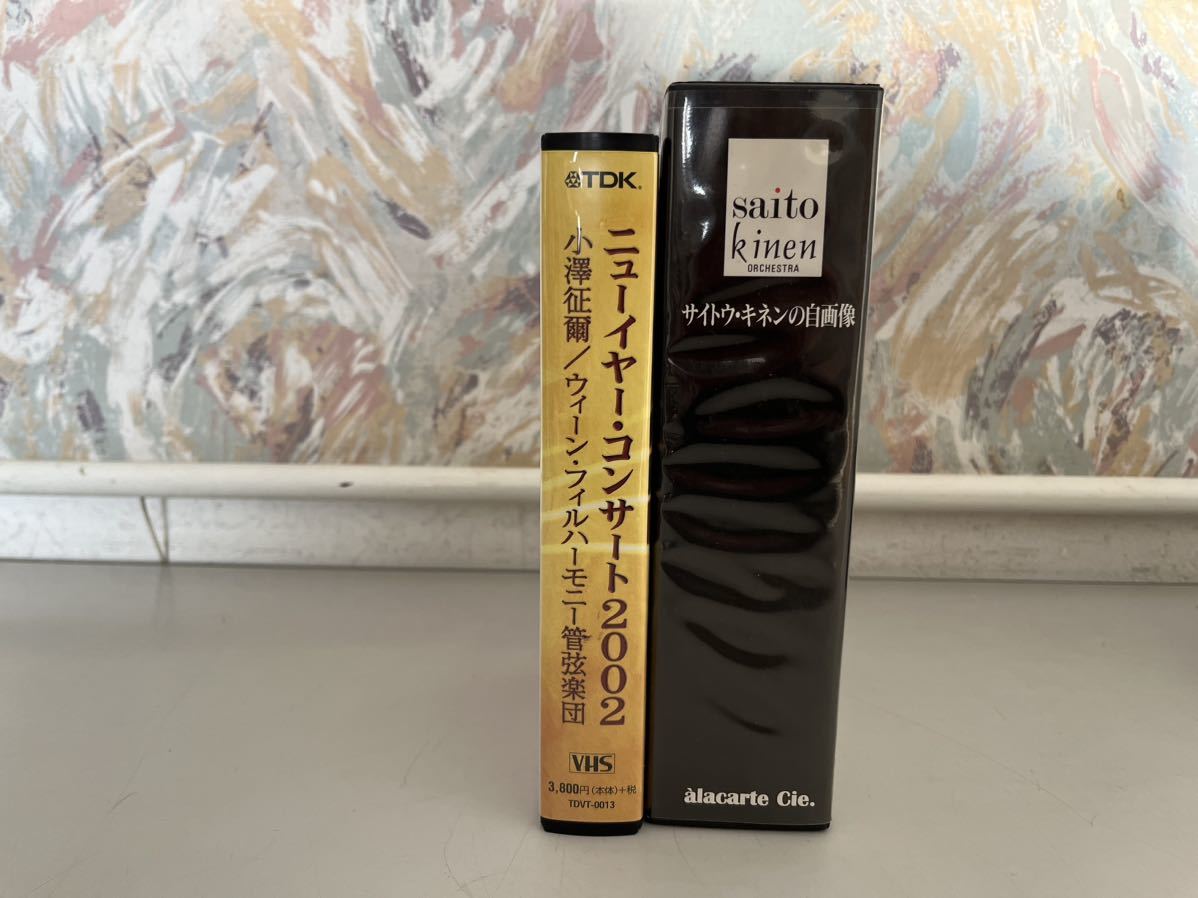 TDK
ニューイヤー・コンサート2002
小澤征爾/ウィーン・フィルハーモニー管弦楽団
VHS
3,800円(本体)+税
TDVT-0013
saito
kinen
ORCHESTRA
サイトウ・キネンの自画像
àlacarte Cie.